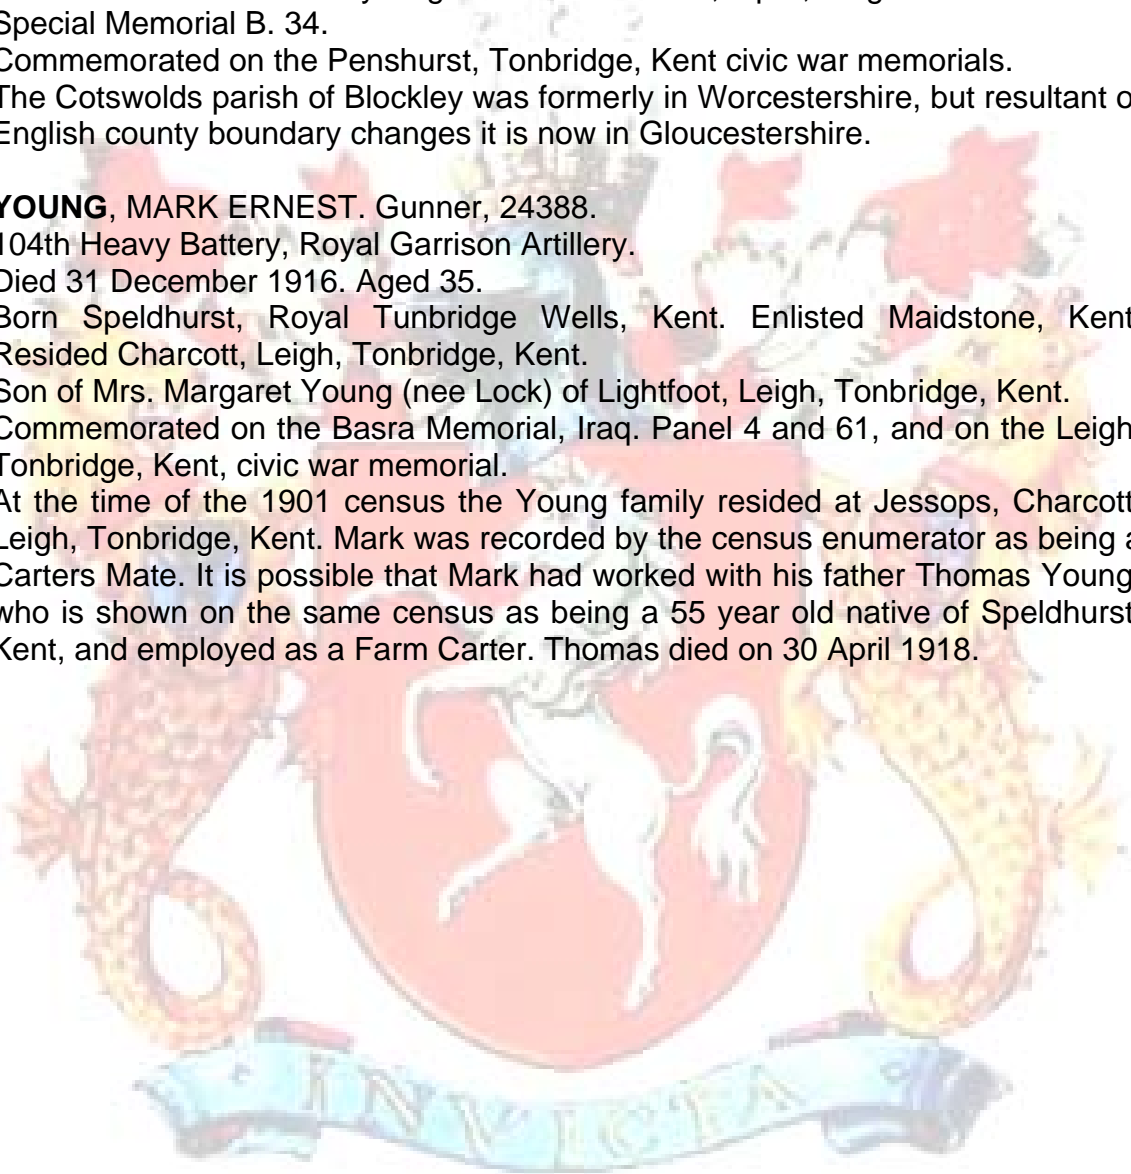 Special Memorial B. 34.
Commemorated on the Penshurst, Tonbridge, Kent civic war memorials.
The Cotswolds parish of Blockley was formerly in Worcestershire, but resultant o
English county boundary changes it is now in Gloucestershire.
YOUNG, MARK ERNEST. Gunner, 24388.
104th Heavy Battery, Royal Garrison Artillery.
Died 31 December 1916. Aged 35.
Born Speldhurst, Royal Tunbridge Wells, Kent. Enlisted Maidstone, Kent
Resided Charcott, Leigh, Tonbridge, Kent.
Son of Mrs. Margaret Young (nee Lock) of Lightfoot, Leigh, Tonbridge, Kent.
Commemorated on the Basra Memorial, Iraq. Panel 4 and 61, and on the Leigh
Tonbridge, Kent, civic war memorial.
At the time of the 1901 census the Young family resided at Jessops, Charcott
Leigh, Tonbridge, Kent. Mark was recorded by the census enumerator as being a
Carters Mate. It is possible that Mark had worked with his father Thomas Young
who is shown on the same census as being a 55 year old native of Speldhurst
Kent, and employed as a Farm Carter. Thomas died on 30 April 1918.
INVICTA